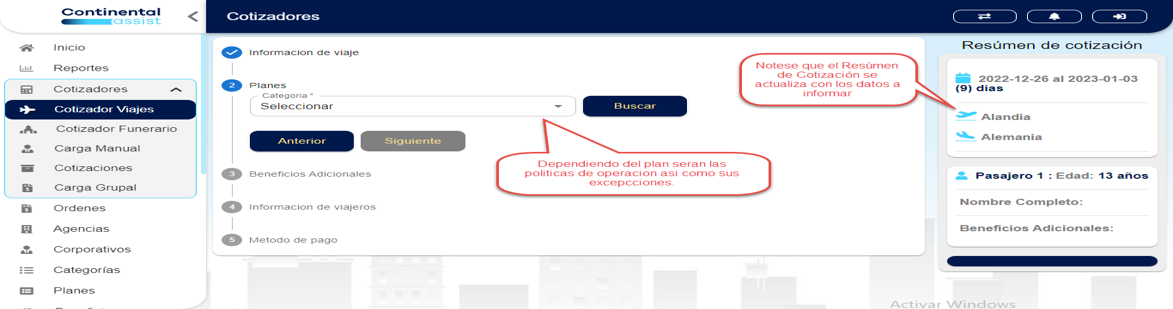 Continental
assist
Cotizadores
Inicio
Reportes
Cotizadores
Cotizador Viajes
Cotizador Funerario
Carga Manual
Cotizaciones
Carga Grupal
Ordenes
Agencias
Corporativos
Categorías
Planes
Informacion de viaje
2 Planes
Categoria *
Seleccionar
Buscar
Anterior
Siguiente
3 Beneficios Adicionales
4 Informacion de viajeros
5 Metodo de pago
Dependiendo del plan seran las
politicas de operacion asi como sus
excepcciones.
Notese que el Resúmen
de Cotización se
actualiza con los datos a
informar
Resúmen de cotización
2022-12-26 al 2023-01-03
(9) dias
Alandia
Alemania
Pasajero 1 : Edad: 13 años
Nombre Completo:
Beneficios Adicionales:
Activar Windows